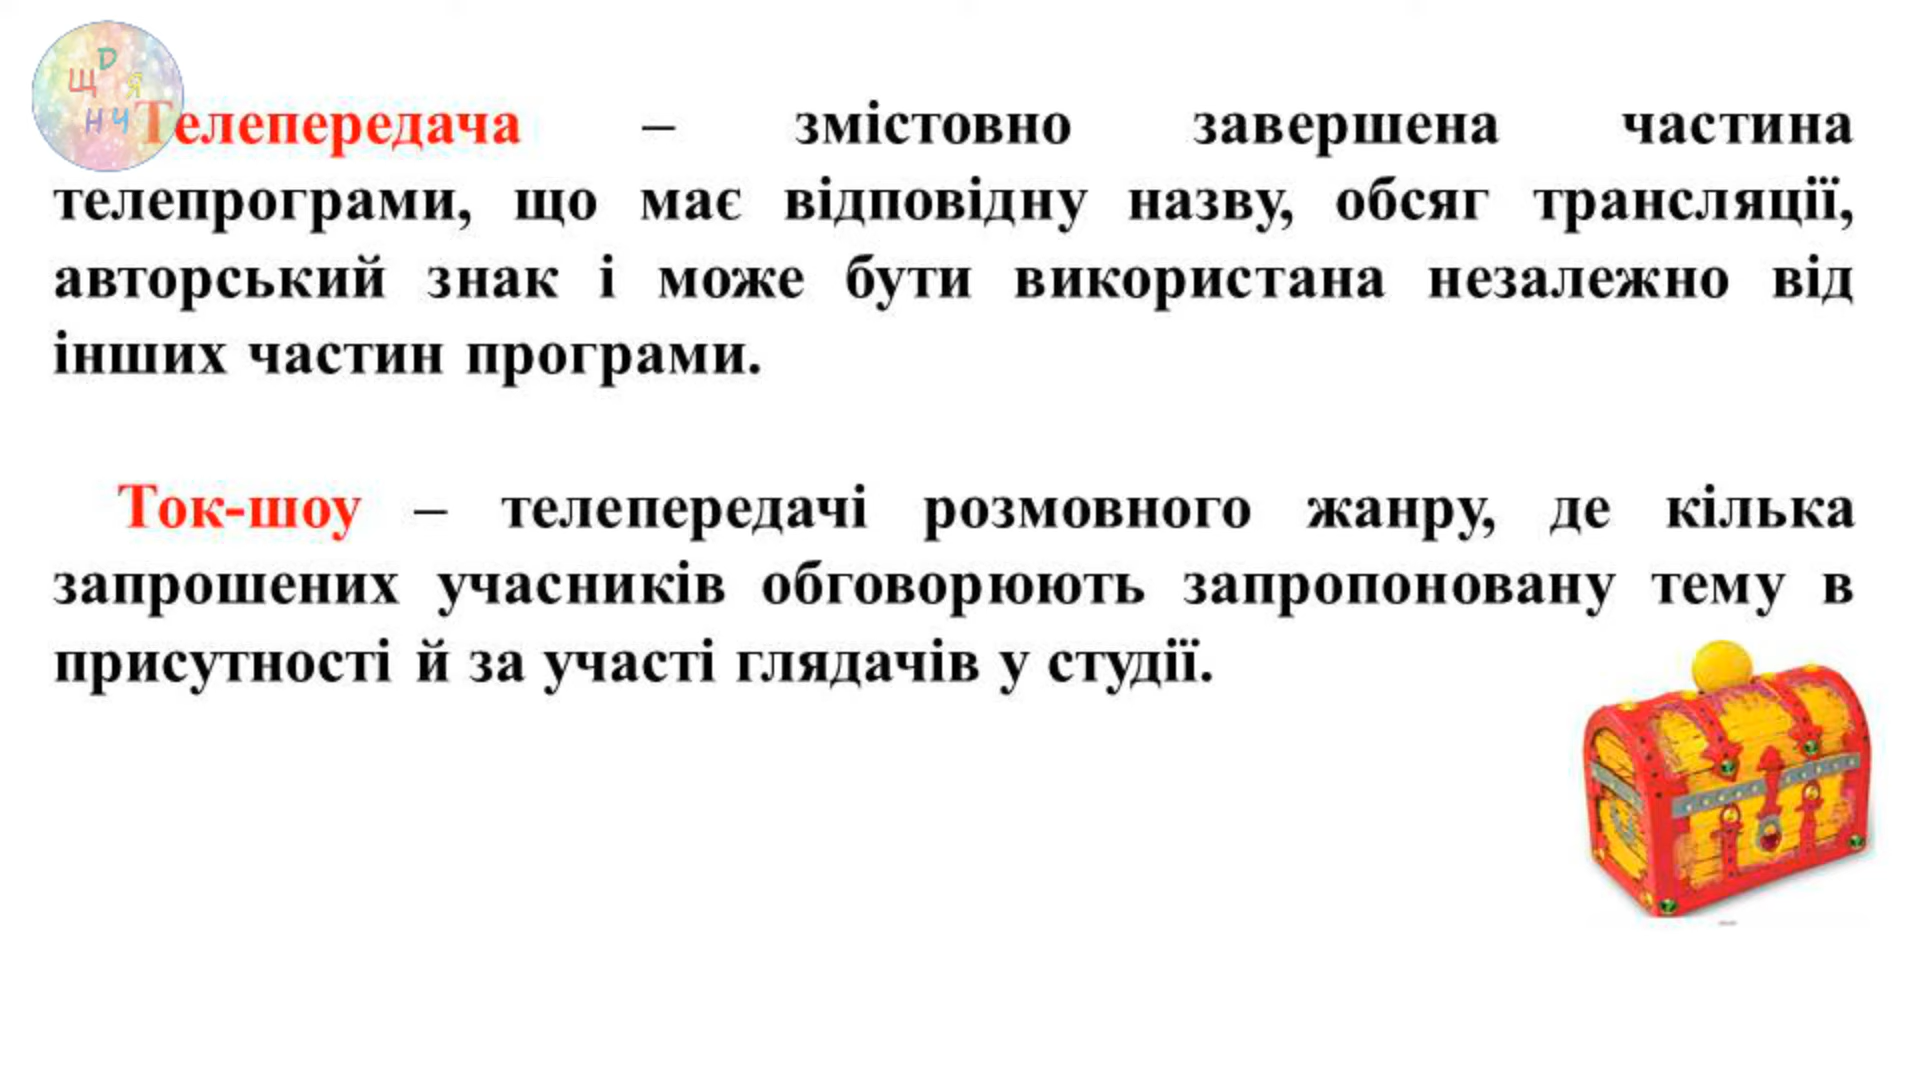 Щ Д Я Н Ч
Телепередача – змістовно завершена частина
телепрограми, що має відповідну назву, обсяг трансляції,
авторський знак і може бути використана незалежно від
інших частин програми.
Ток-шоу – телепередачі розмовного жанру, де кілька
запрошених учасників обговорюють запропоновану тему в
присутності й за участі глядачів у студії.